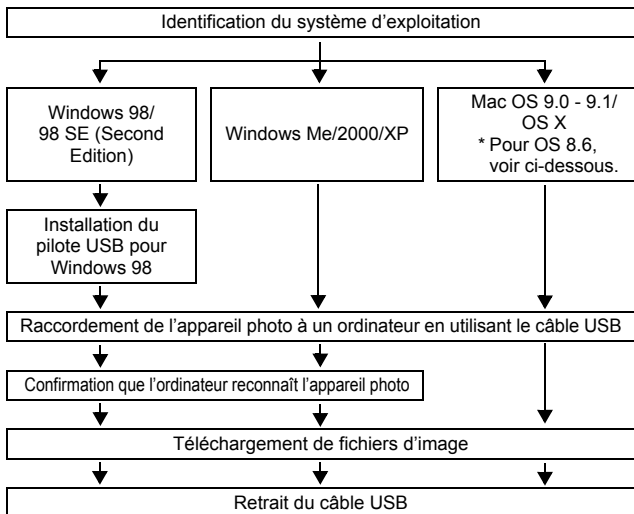 Identification du système d'exploitation
Windows 98/
98 SE (Second
Edition)
Windows Me/2000/XP
Mac OS 9.0 - 9.1/
OS X
* Pour OS 8.6,
voir ci-dessous.
Installation du
pilote USB pour
Windows 98
Raccordement de l'appareil photo à un ordinateur en utilisant le câble USB
Confirmation que l'ordinateur reconnaît l'appareil photo
Téléchargement de fichiers d'image
Retrait du câble USB